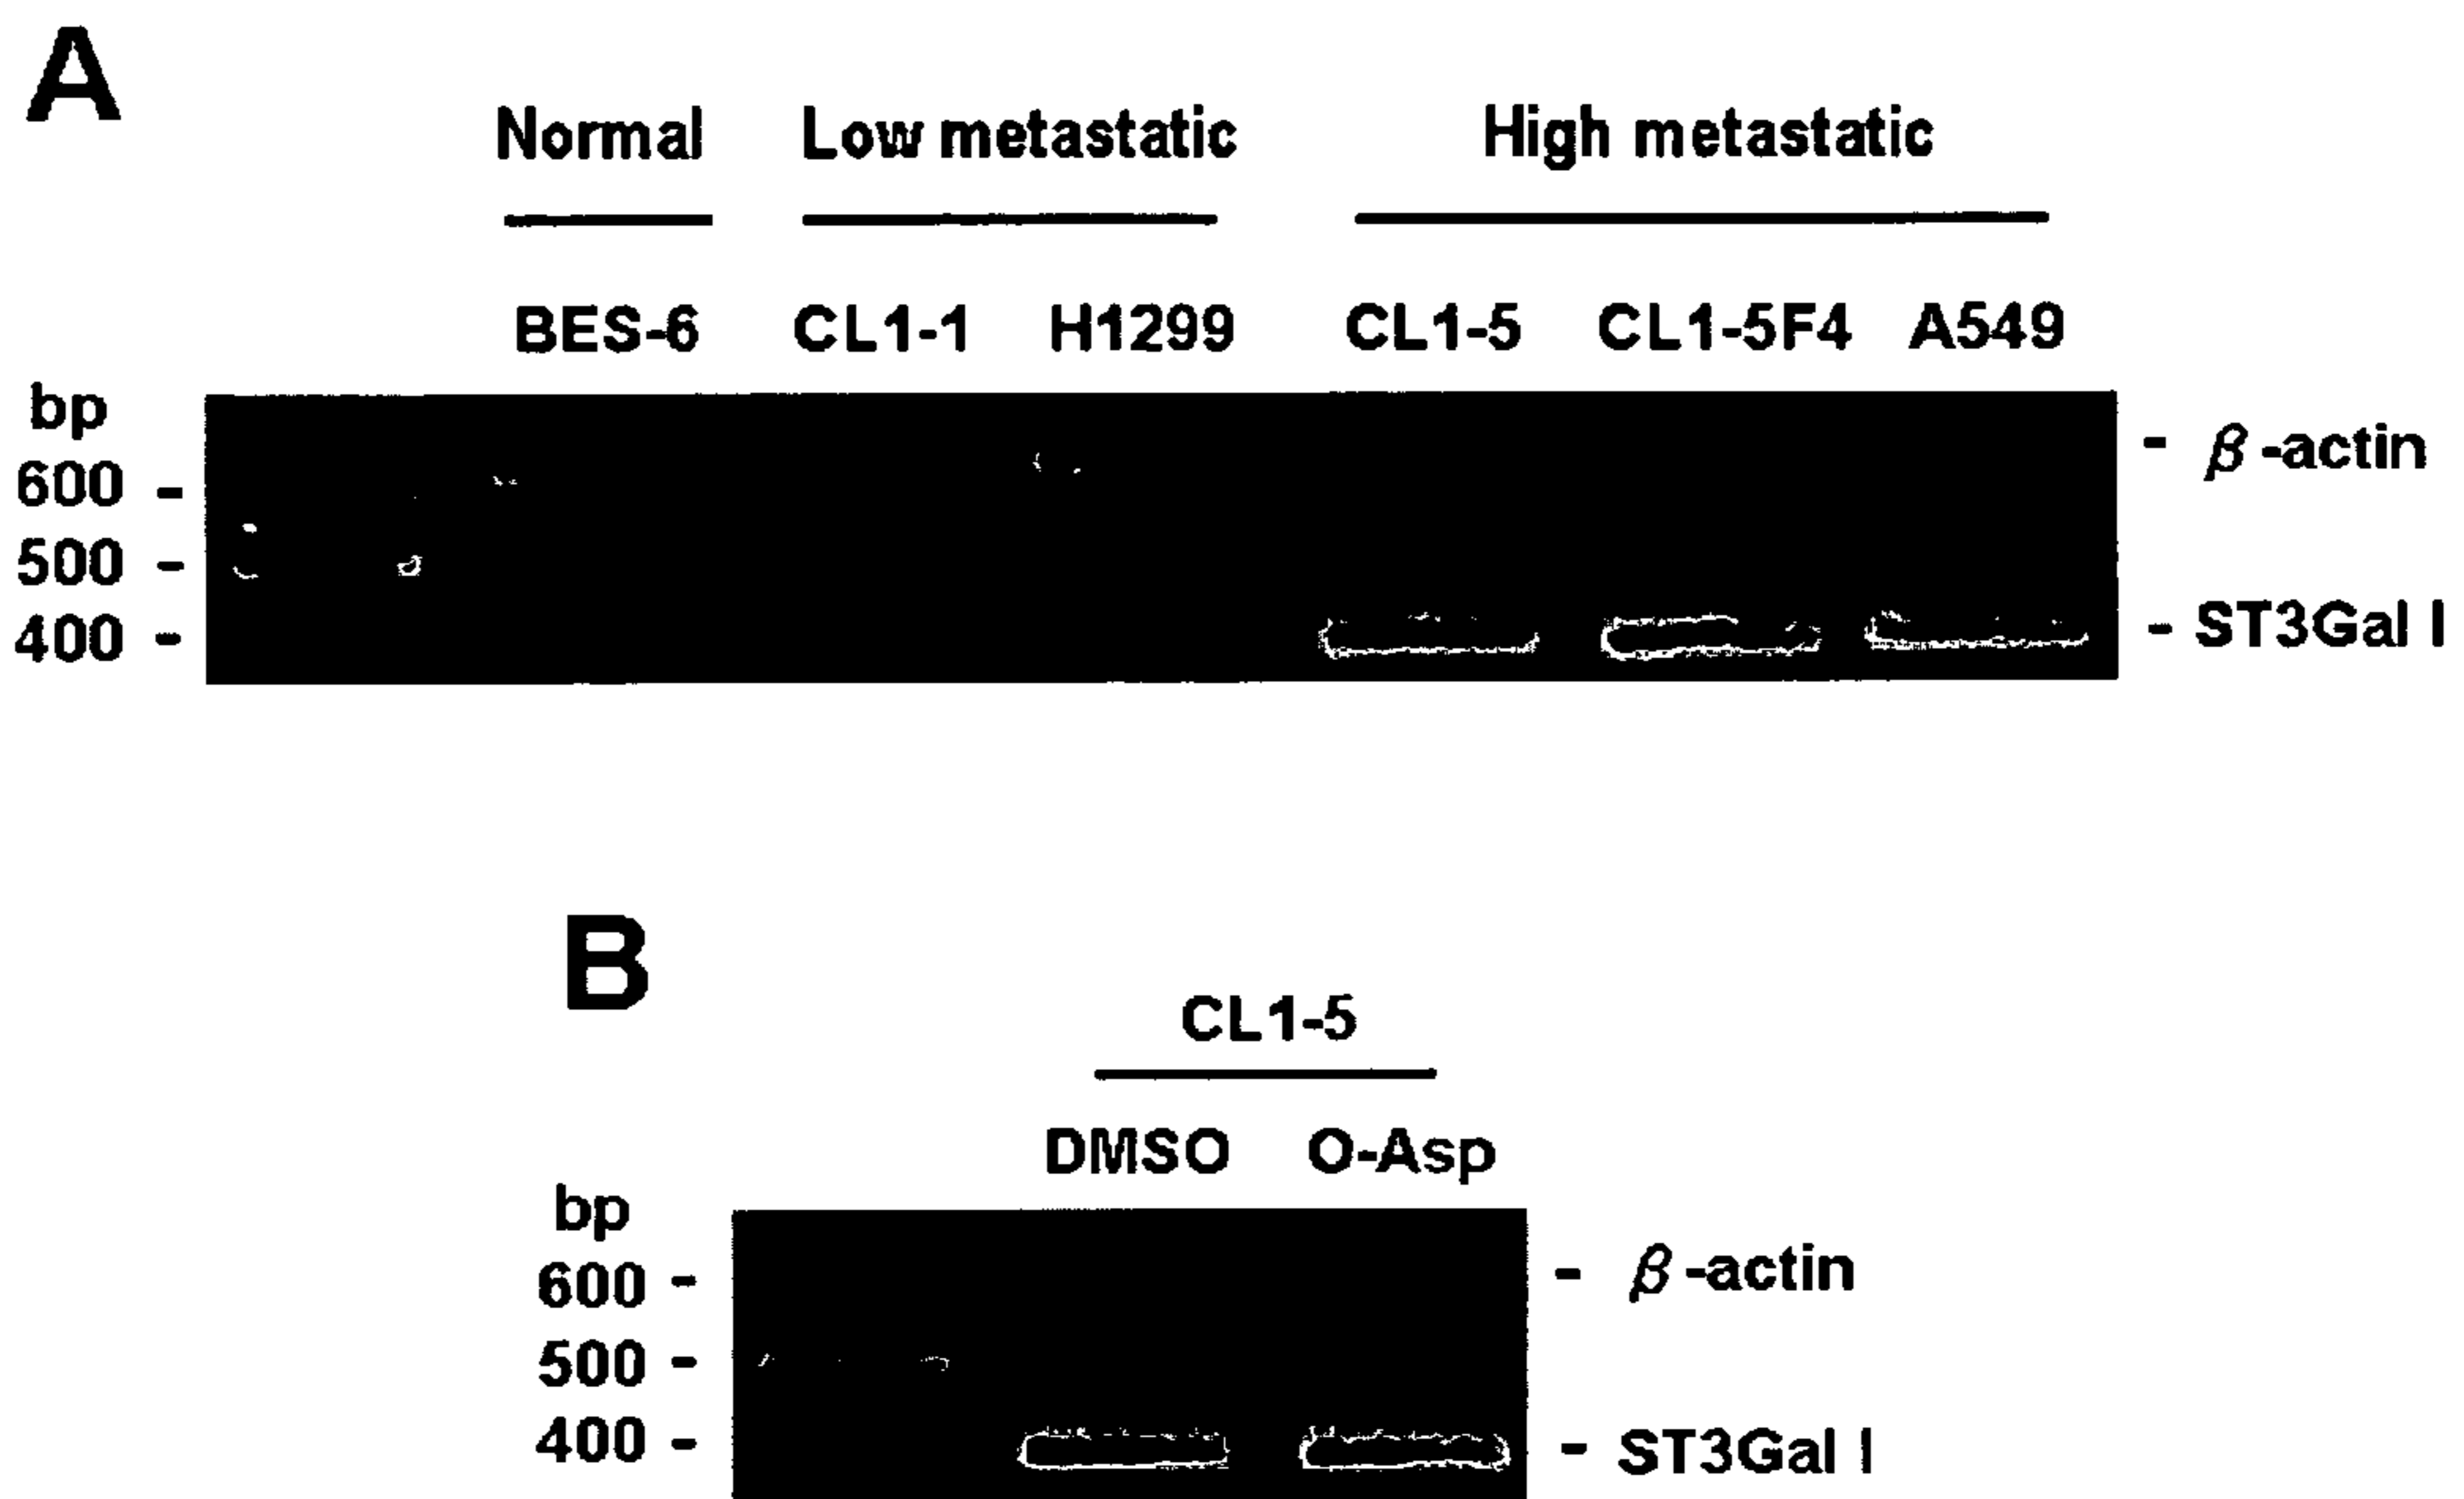 A
Normal Low metastatic High metastatic
BES-6 CL1-1 H1299 CL1-5 CL1-5F4 A549
bp
- β-actin
600 -
500 -
400 - - ST3Gal I
B
CL1-5
DMSO O-Asp
bp
600 - - β-actin
500 -
400 - - ST3Gal I